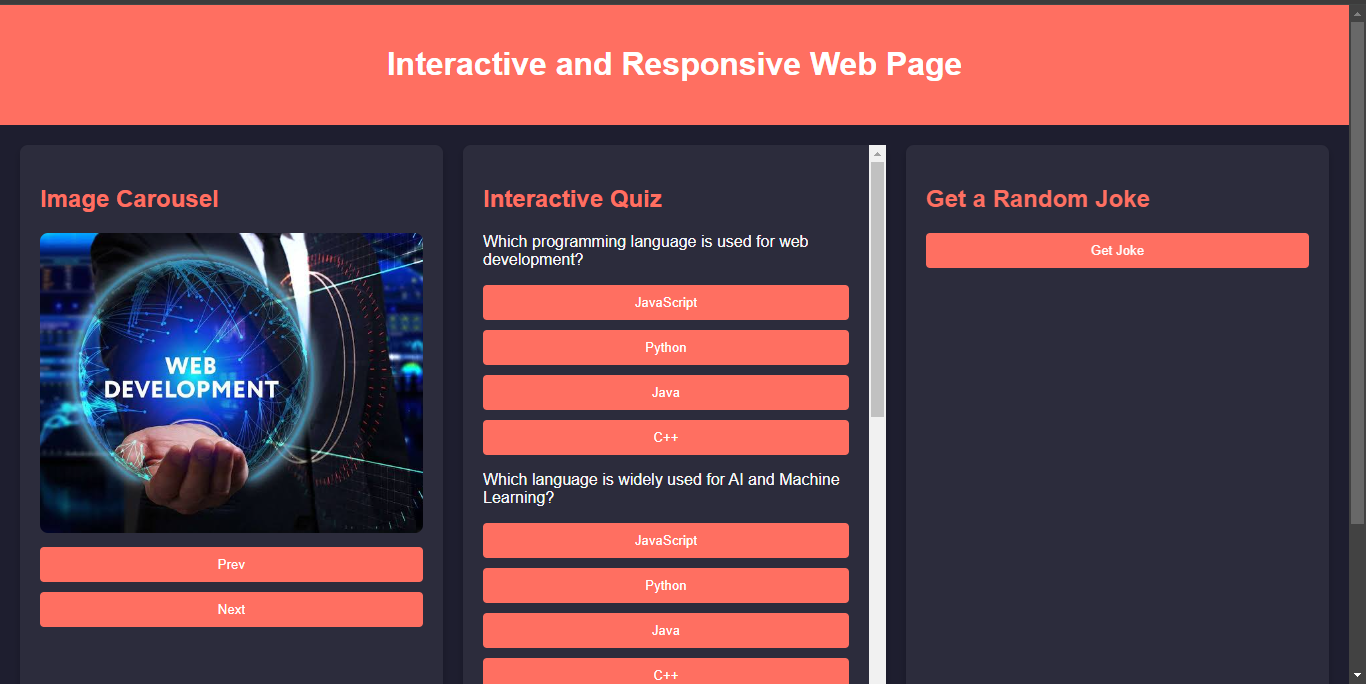 Interactive and Responsive Web Page
Image Carousel
WEB
DEVELOPMENT
Prev
Next
Interactive Quiz
Which programming language is used for web
development?
JavaScript
Python
Java
C++
Which language is widely used for AI and Machine
Learning?
JavaScript
Python
Java
C++
Get a Random Joke
Get Joke